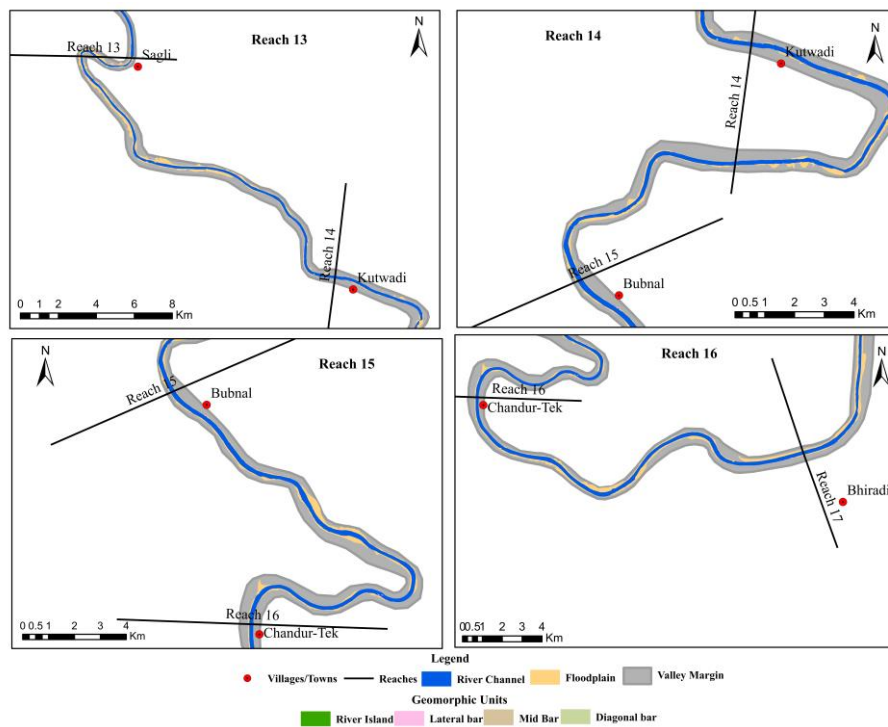 Reach 13
N
Reach 13
Sagli
Reach 14
Kutwadi
0 1 2 4 6 8
Km
Reach 14
N
Kutwadi
Reach 14
Reach 15
Bubnal
0 0.5 1 2 3 4
Km
N
Reach 15
Reach 15
Bubnal
Reach 16
Chandur-Tek
0 0.5 1 2 3 4
Km
Reach 16
N
Reach 16
Chandur-Tek
Reach 17
Bhiradi
0 0.5 1 2 3 4
Km
Legend
Villages/Towns Reaches River Channel Floodplain Valley Margin
Geomorphic Units
River Island Lateral bar Mid Bar Diagonal bar